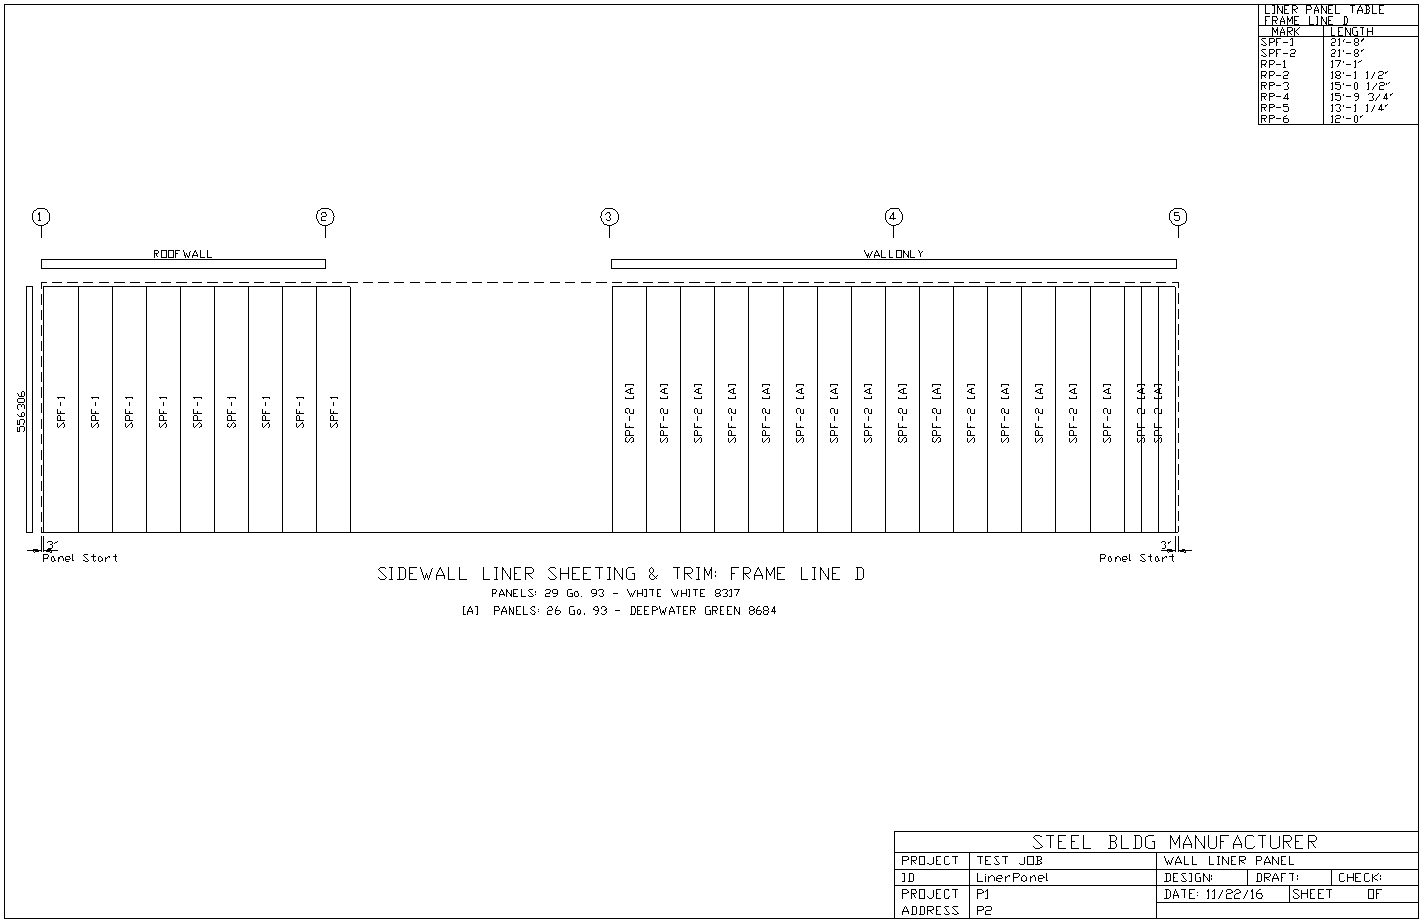 LINER PANEL TABLE
FRAME LINE D
MARK LENGTH
SPF-1 21'-8"
SPF-2 21'-8"
RP-1 17'-1"
RP-2 18'-1 1/2"
RP-3 15'-0 1/2"
RP-4 15'-9 3/4"
RP-5 13'-1 1/4"
RP-6 12'-0"
1 2 3 4 5
ROOFWALL WALLONLY
556306
SPF-1 SPF-1 SPF-1 SPF-1 SPF-1 SPF-1 SPF-1 SPF-1 SPF-1 SPF-2 [A] SPF-2 [A] SPF-2 [A] SPF-2 [A] SPF-2 [A] SPF-2 [A] SPF-2 [A] SPF-2 [A] SPF-2 [A] SPF-2 [A] SPF-2 [A] SPF-2 [A] SPF-2 [A] SPF-2 [A] SPF-2 [A] SPF-2 [A] SPF-2 [A]
3" 3"
Panel Start Panel Start
SIDEWALL LINER SHEETING & TRIM: FRAME LINE D
PANELS: 29 Ga. 93 - WHITE WHITE 8317
[A] PANELS: 26 Ga. 93 - DEEPWATER GREEN 8684
STEEL BLDG MANUFACTURER
PROJECT TEST JOB WALL LINER PANEL
ID LinerPanel DESIGN: DRAFT: CHECK:
PROJECT P1 DATE: 11/22/16 SHEET OF
ADDRESS P2